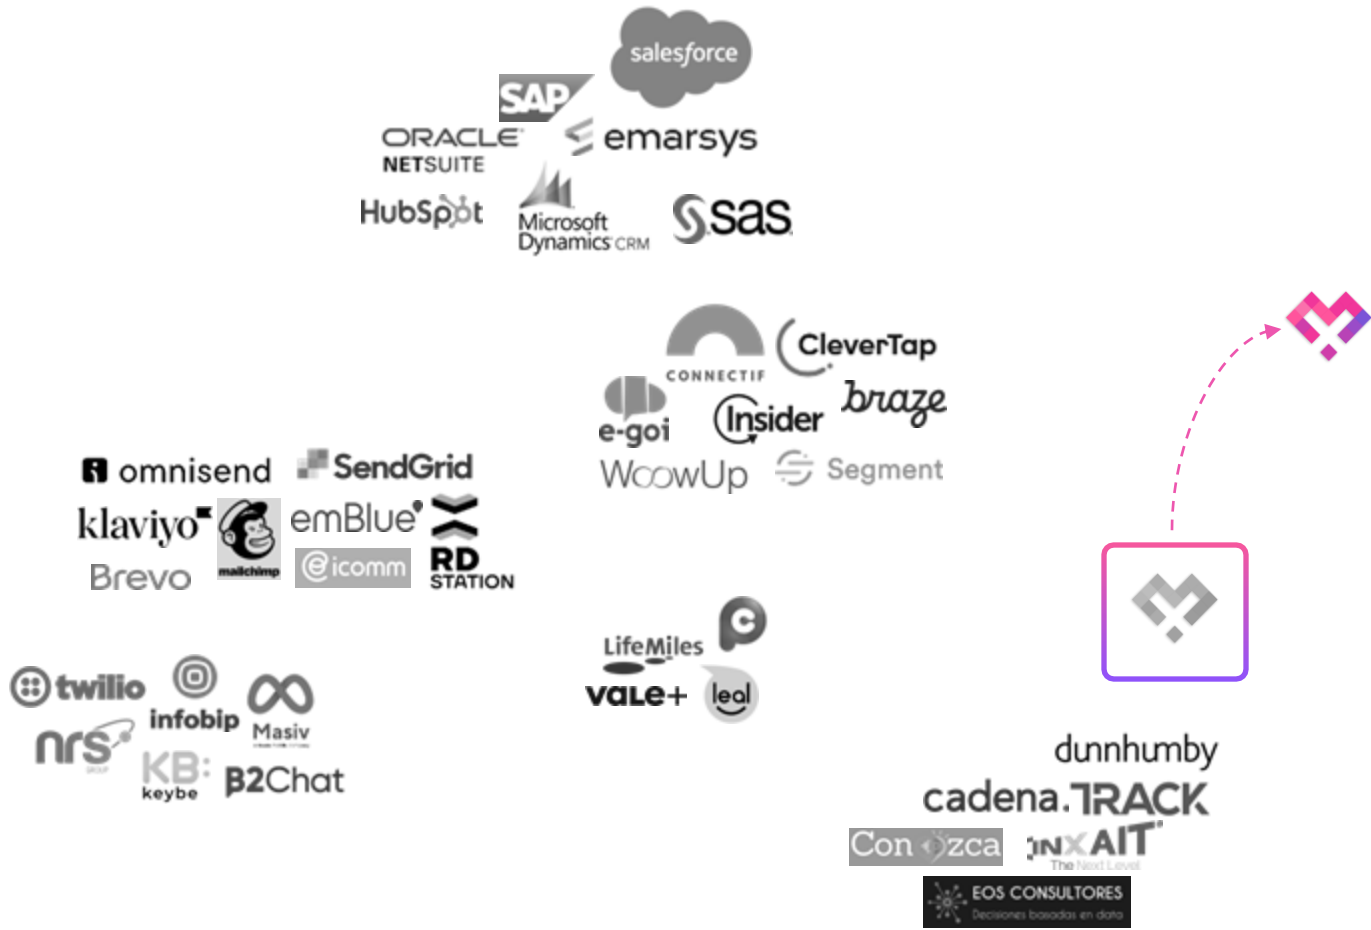 salesforce
SAP
ORACLE
NETSUITE
emarsys
HubSpot
Microsoft
Dynamics CRM
sas
CONNECTIF
CleverTap
e-goi
Insider
braze
WoowUp
Segment
omnisend
SendGrid
klaviyo
mailchimp
emBlue
RD
STATION
Brevo
icomm
LifeMiles
vale+
leal
twilio
infobip
Masiv
nrs
GROUP
KB:
keybe
B2Chat
dunnhumby
cadena.
TRACK
Conozca
INXAIT
The Next Level
EOS CONSULTORES
Decisiones basadas en data